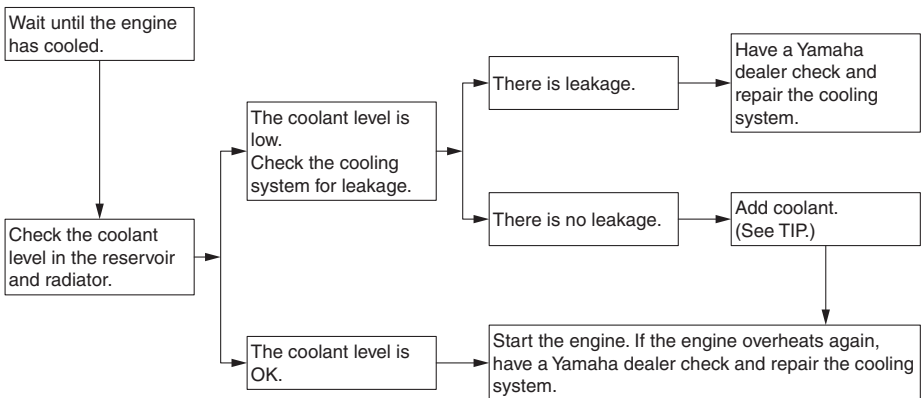 Wait until the engine
has cooled.
Check the coolant
level in the reservoir
and radiator.
The coolant level is
low.
Check the cooling
system for leakage.
The coolant level is
OK.
There is leakage.
There is no leakage.
Have a Yamaha
dealer check and
repair the cooling
system.
Add coolant.
(See TIP.)
Start the engine. If the engine overheats again,
have a Yamaha dealer check and repair the cooling
system.